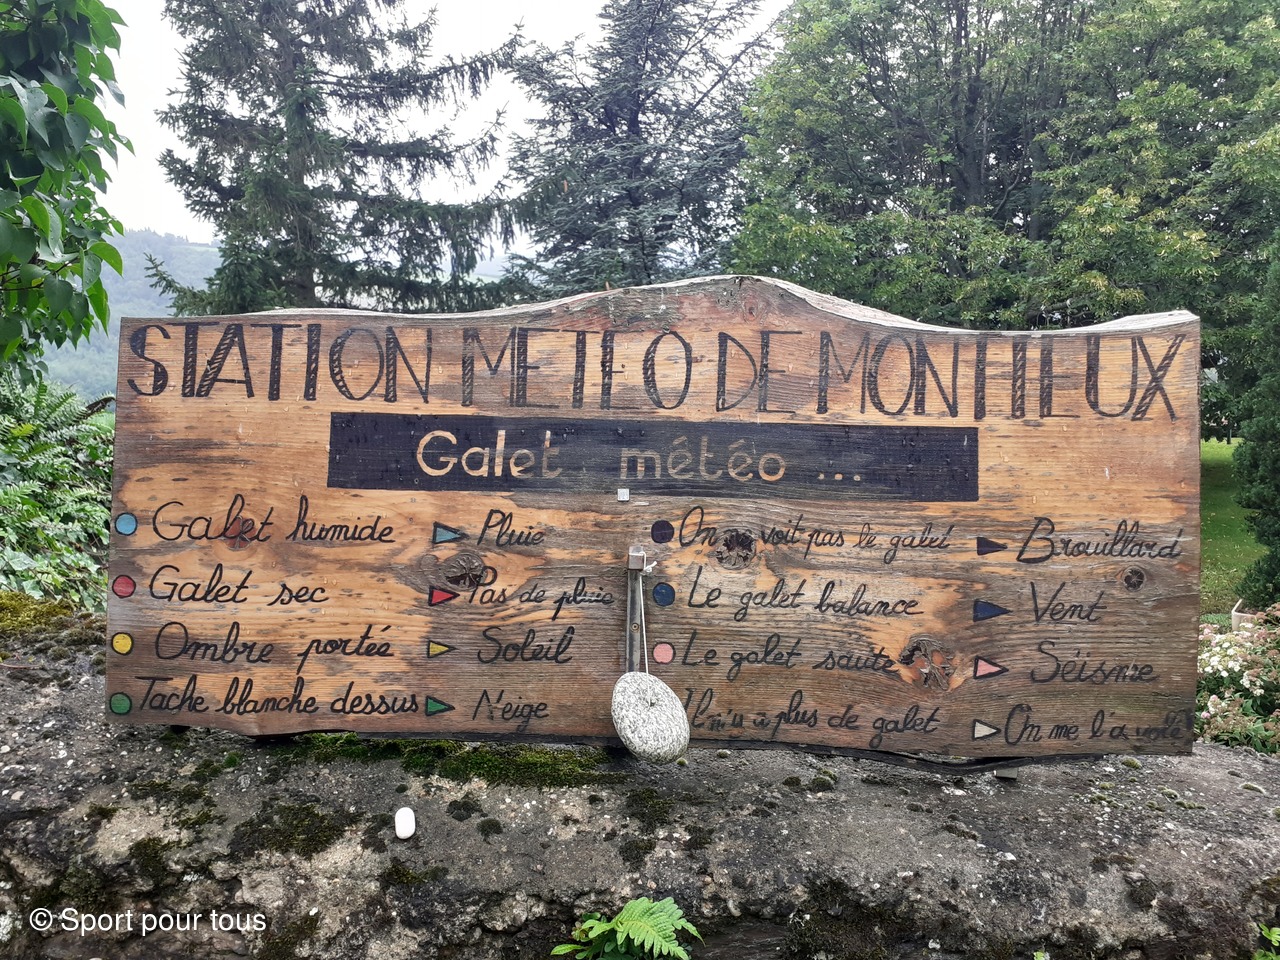 STATION METEO DE MONTIEUX
Galet météo ...
Galet humide Pluie
Galet sec Pas de pluie
Ombre portée Soleil
Tache blanche dessus Neige
On ne voit pas le galet Brouillard
Le galet balance Vent
Le galet saute Séisme
Il n'y a plus de galet On me l'a volé
© Sport pour tous